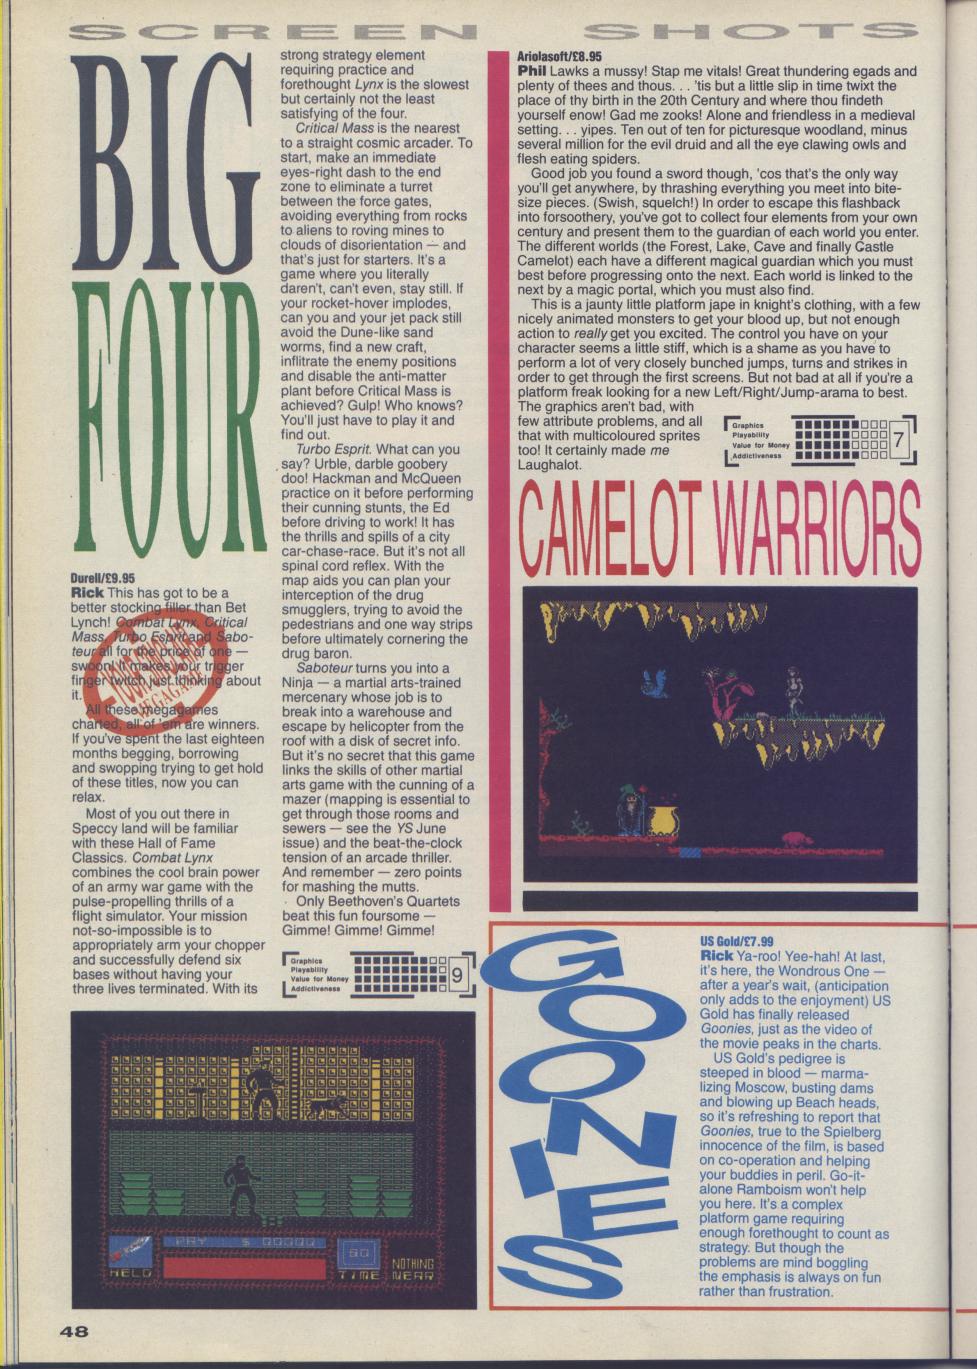 SCREEN SHOTS
BIG
FOUR
Durell/£9.95
Rick This has got to be a
better stocking filler than Bet
Lynch! Combat Lynx, Critical
Mass, Turbo Esprit and Sabo-
teur all for the price of one —
swoon! It makes your trigger
finger twitch just thinking about
it.
All these megagames
charted, all of 'em are winners.
If you've spent the last eighteen
months begging, borrowing
and swopping trying to get hold
of these titles, now you can
relax.
Most of you out there in
Speccy land will be familiar
with these Hall of Fame
Classics. Combat Lynx
combines the cool brain power
of an army war game with the
pulse-propelling thrills of a
flight simulator. Your mission
not-so-impossible is to
appropriately arm your chopper
and successfully defend six
bases without having your
three lives terminated. With its
strong strategy element
requiring practice and
forethought Lynx is the slowest
but certainly not the least
satisfying of the four.
Critical Mass is the nearest
to a straight cosmic arcader. To
start, make an immediate
eyes-right dash to the end
zone to eliminate a turret
between the force gates,
avoiding everything from rocks
to aliens to roving mines to
clouds of disorientation — and
that's just for starters. It's a
game where you literally
daren't, can't even, stay still. If
your rocket-hover implodes,
can you and your jet pack still
avoid the Dune-like sand
worms, find a new craft,
inflitrate the enemy positions
and disable the anti-matter
plant before Critical Mass is
achieved? Gulp! Who knows?
You'll just have to play it and
find out.
Turbo Esprit. What can you
say? Urble, darble goobery
doo! Hackman and McQueen
practice on it before performing
their cunning stunts, the Ed
before driving to work! It has
the thrills and spills of a city
car-chase-race. But it's not all
spinal cord reflex. With the
map aids you can plan your
interception of the drug
smugglers, trying to avoid the
pedestrians and one way strips
before ultimately cornering the
drug baron.
Saboteur turns you into a
Ninja — a martial arts-trained
mercenary whose job is to
break into a warehouse and
escape by helicopter from the
roof with a disk of secret info.
But it's no secret that this game
links the skills of other martial
arts game with the cunning of a
mazer (mapping is essential to
get through those rooms and
sewers — see the YS June
issue) and the beat-the-clock
tension of an arcade thriller.
And remember — zero points
for mashing the mutts.
Only Beethoven's Quartets
beat this fun foursome —
Gimme! Gimme! Gimme!
Graphics
Playability
Value for Money
Addictiveness
9
PAY $ 00000
HELD
90
TIME
NOTHING
NEAR
Ariolasoft/£8.95
Phil Lawks a mussy! Stap me vitals! Great thundering egads and
plenty of thees and thous. . . 'tis but a little slip in time twixt the
place of thy birth in the 20th Century and where thou findeth
yourself enow! Gad me zooks! Alone and friendless in a medieval
setting. . . yipes. Ten out of ten for picturesque woodland, minus
several million for the evil druid and all the eye clawing owls and
flesh eating spiders.
Good job you found a sword though, 'cos that's the only way
you'll get anywhere, by thrashing everything you meet into bite-
size pieces. (Swish, squelch!) In order to escape this flashback
into forsoothery, you've got to collect four elements from your own
century and present them to the guardian of each world you enter.
The different worlds (the Forest, Lake, Cave and finally Castle
Camelot) each have a different magical guardian which you must
best before progressing onto the next. Each world is linked to the
next by a magic portal, which you must also find.
This is a jaunty little platform jape in knight's clothing, with a few
nicely animated monsters to get your blood up, but not enough
action to really get you excited. The control you have on your
character seems a little stiff, which is a shame as you have to
perform a lot of very closely bunched jumps, turns and strikes in
order to get through the first screens. But not bad at all if you're a
platform freak looking for a new Left/Right/Jump-arama to best.
The graphics aren't bad, with
few attribute problems, and all
that with multicoloured sprites
too! It certainly made me
Laughalot.
Graphics
Playability
Value for Money
Addictiveness
7
CAMELOT WARRIORS
GOONIES
US Gold/£7.99
Rick Ya-roo! Yee-hah! At last,
it's here, the Wondrous One —
after a year's wait, (anticipation
only adds to the enjoyment) US
Gold has finally released
Goonies, just as the video of
the movie peaks in the charts.
US Gold's pedigree is
steeped in blood — marma-
lizing Moscow, busting dams
and blowing up Beach heads,
so it's refreshing to report that
Goonies, true to the Spielberg
innocence of the film, is based
on co-operation and helping
your buddies in peril. Go-it-
alone Ramboism won't help
you here. It's a complex
platform game requiring
enough forethought to count as
strategy. But though the
problems are mind boggling
the emphasis is always on fun
rather than frustration.
48